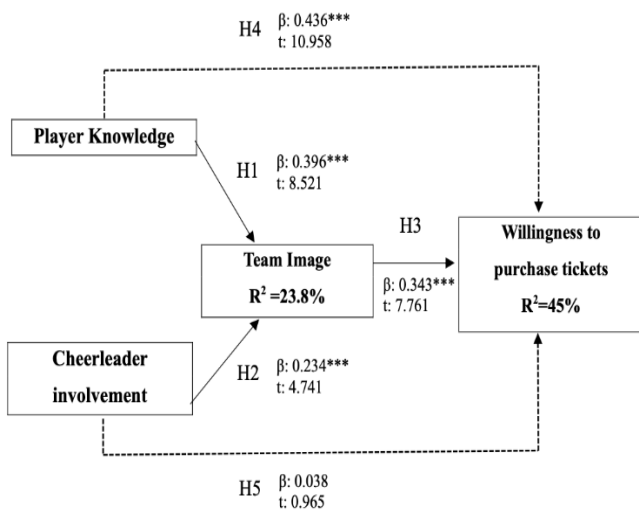 H4
β: 0.436***
t: 10.958
Player Knowledge
H1
β: 0.396***
t: 8.521
Team Image
R² =23.8%
H3
β: 0.343***
t: 7.761
Willingness to
purchase tickets
R²=45%
Cheerleader
involvement
H2
β: 0.234***
t: 4.741
H5
β: 0.038
t: 0.965